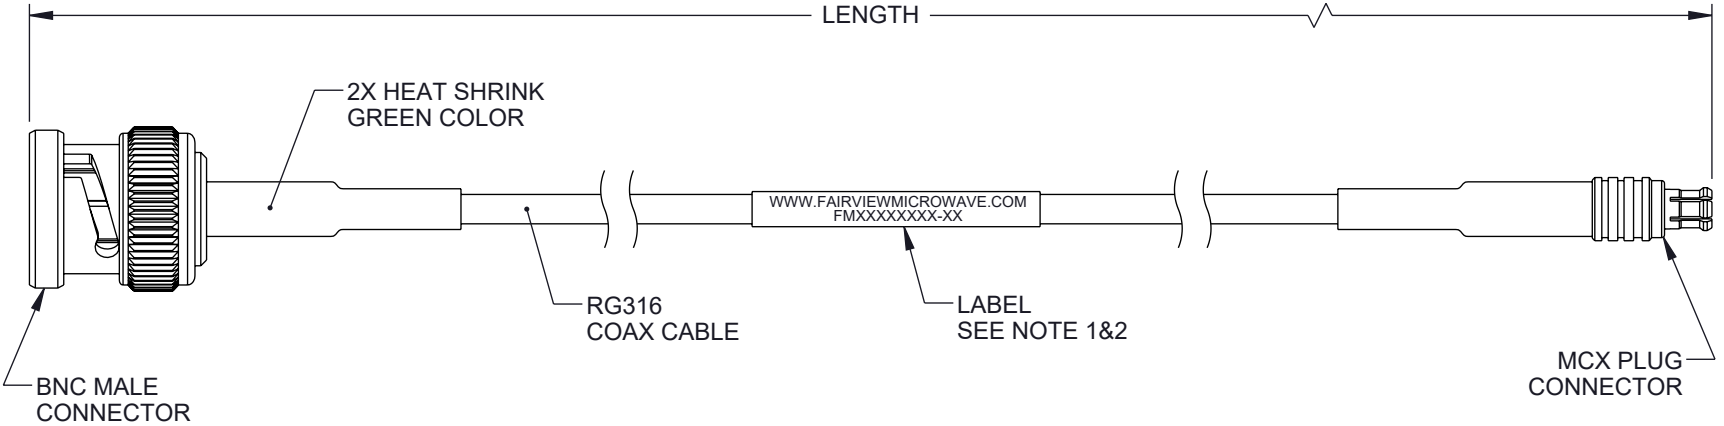 LENGTH
2X HEAT SHRINK
GREEN COLOR
WWW.FAIRVIEWMICROWAVE.COM
FMXXXXXXXX-XX
RG316
COAX CABLE
LABEL
SEE NOTE 1&2
MCX PLUG
CONNECTOR
BNC MALE
CONNECTOR